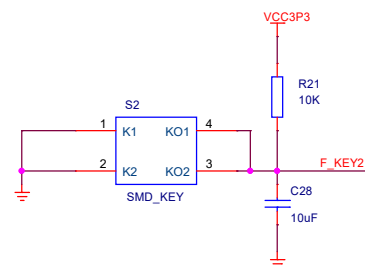 VCC3P3
R21
10K
S2
1 K1 KO1 4
2 K2 KO2 3
F_KEY2
SMD_KEY
C28
10uF